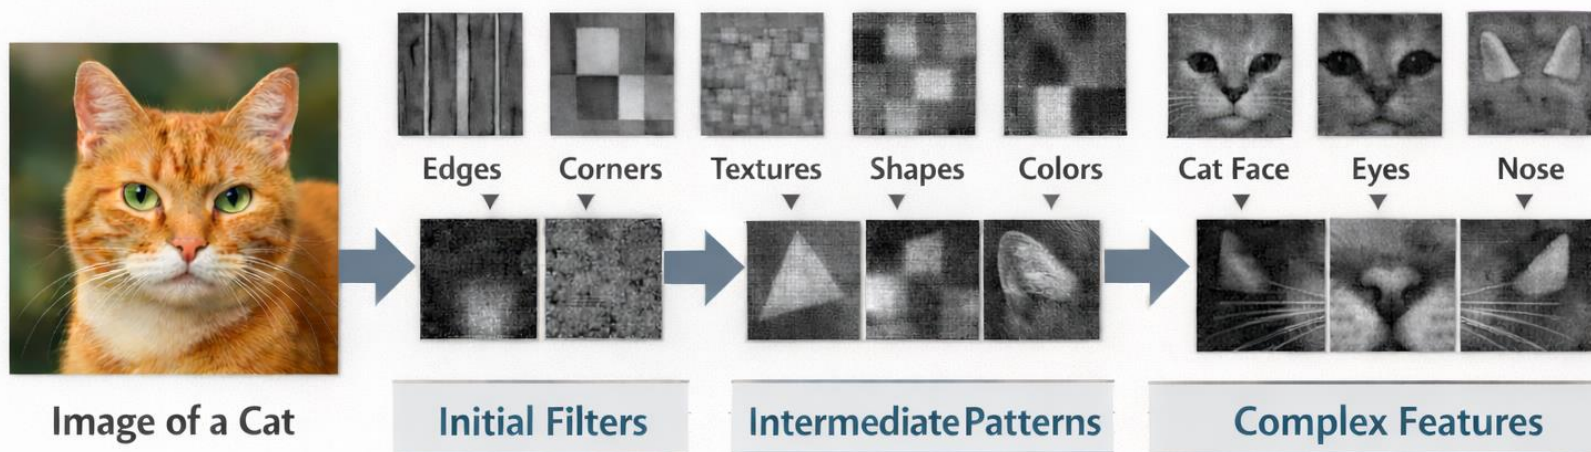 Edges
Corners
Textures
Shapes
Colors
Cat Face
Eyes
Nose
Image of a Cat
Initial Filters
Intermediate Patterns
Complex Features